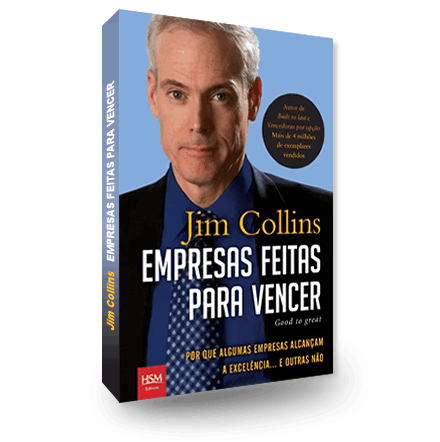 Jim Collins EMPRESAS FEITAS PARA VENCER
Autor de
Built to last e
Vencedoras por opção
Mais de 4 milhões
de exemplares
vendidos
Jim Collins
EMPRESAS FEITAS
PARA VENCER
Good to great
POR QUE ALGUMAS EMPRESAS ALCANÇAM
A EXCELÊNCIA... E OUTRAS NÃO
HSM
Editora